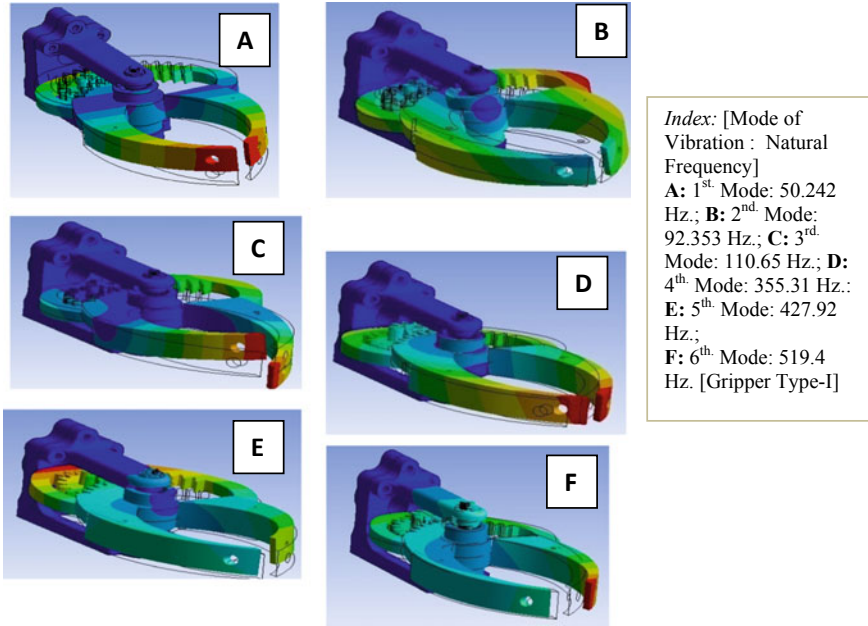 A
B
C
D
E
F
Index: [Mode of
Vibration : Natural
Frequency]
A: 1st. Mode: 50.242
Hz.; B: 2nd. Mode:
92.353 Hz.; C: 3rd.
Mode: 110.65 Hz.; D:
4th. Mode: 355.31 Hz.:
E: 5th. Mode: 427.92
Hz.;
F: 6th. Mode: 519.4
Hz. [Gripper Type-I]